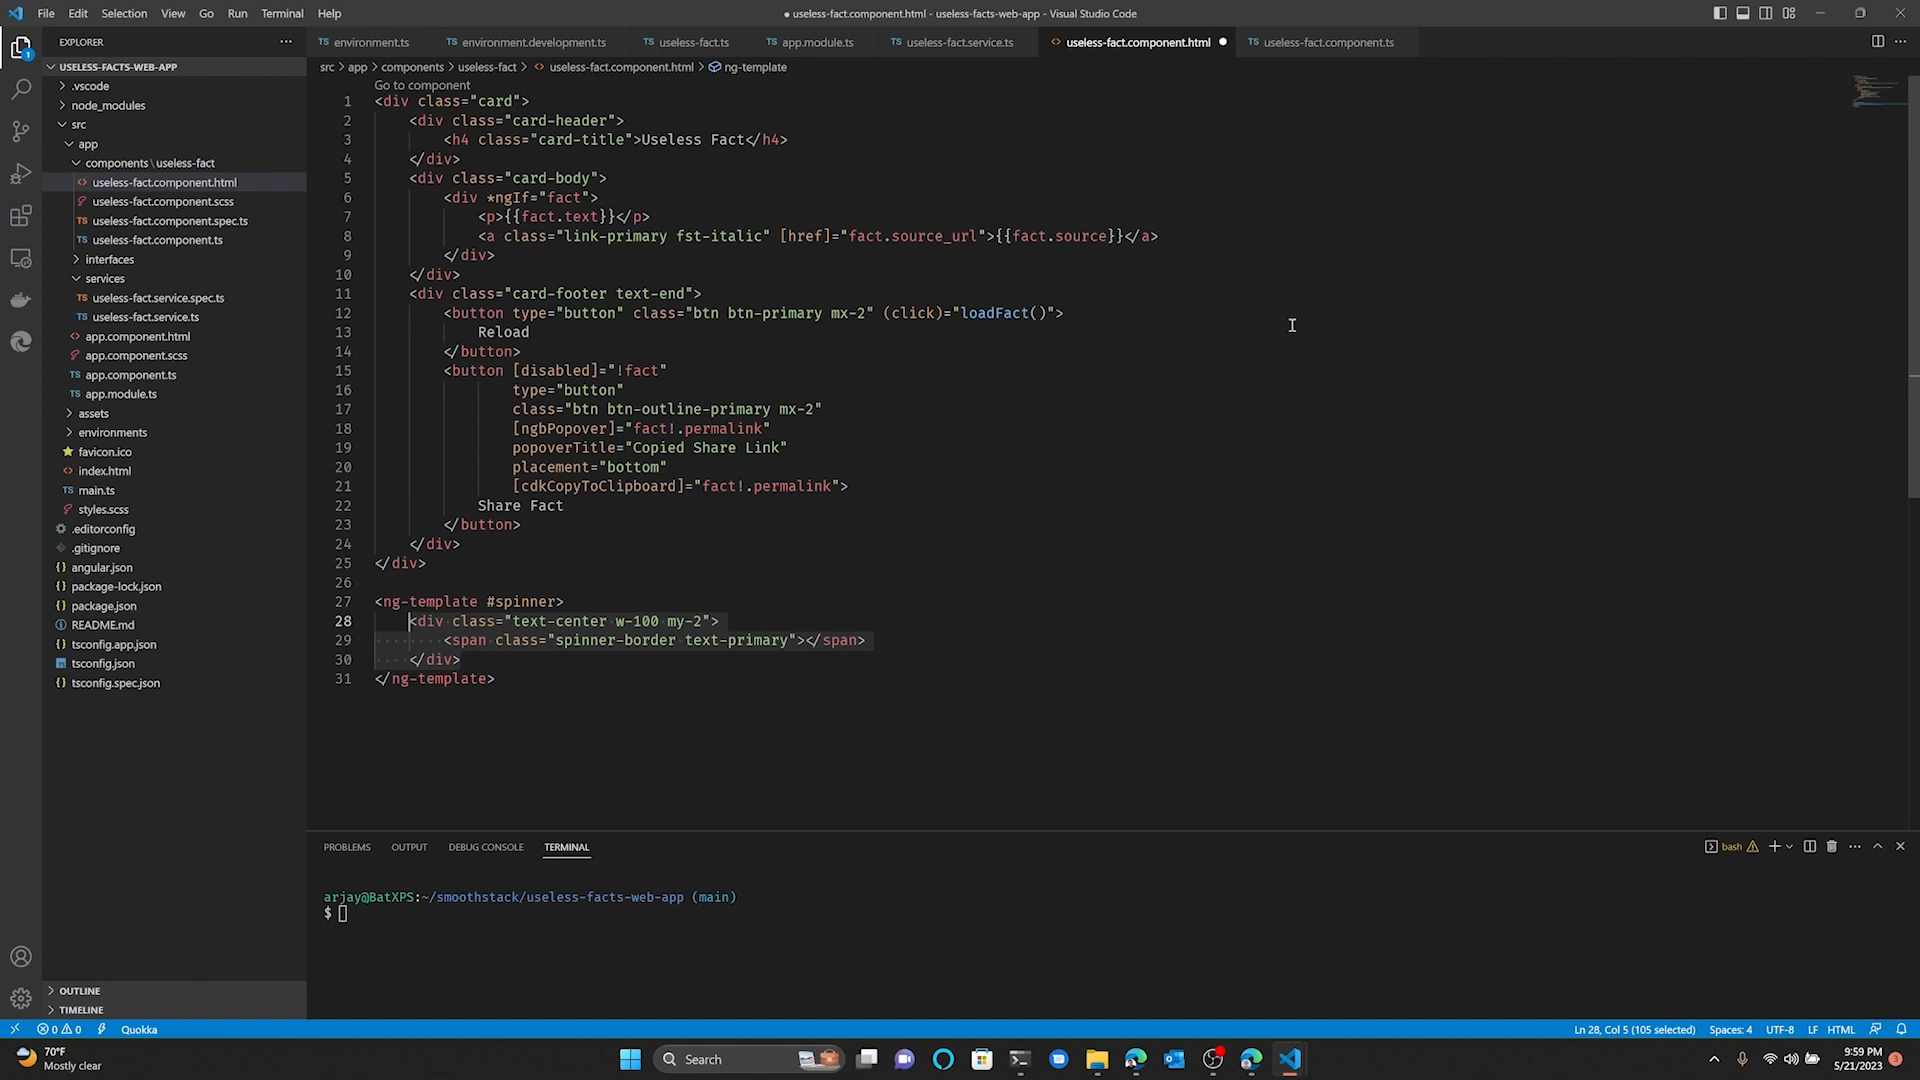 File Edit Selection View Go Run Terminal Help
● useless-fact.component.html - useless-facts-web-app - Visual Studio Code
EXPLORER
USELESS-FACTS-WEB-APP
.vscode
node_modules
src
app
components\useless-fact
useless-fact.component.html
useless-fact.component.scss
TS useless-fact.component.spec.ts
TS useless-fact.component.ts
interfaces
services
TS useless-fact.service.spec.ts
TS useless-fact.service.ts
app.component.html
app.component.scss
TS app.component.ts
TS app.module.ts
assets
environments
favicon.ico
index.html
TS main.ts
styles.scss
.editorconfig
.gitignore
angular.json
package-lock.json
package.json
README.md
tsconfig.app.json
tsconfig.json
tsconfig.spec.json
OUTLINE
TIMELINE
TS environment.ts TS environment.development.ts TS useless-fact.ts TS app.module.ts TS useless-fact.service.ts <> useless-fact.component.html ● TS useless-fact.component.ts
src > app > components > useless-fact > <> useless-fact.component.html > ng-template
Go to component
1 <div class="card">
2 <div class="card-header">
3 <h4 class="card-title">Useless Fact</h4>
4 </div>
5 <div class="card-body">
6 <div *ngIf="fact">
7 <p>{{fact.text}}</p>
8 <a class="link-primary fst-italic" [href]="fact.source_url">{{fact.source}}</a>
9 </div>
10 </div>
11 <div class="card-footer text-end">
12 <button type="button" class="btn btn-primary mx-2" (click)="loadFact()">
13 Reload
14 </button>
15 <button [disabled]="!fact"
16 type="button"
17 class="btn btn-outline-primary mx-2"
18 [ngbPopover]="fact!.permalink"
19 popoverTitle="Copied Share Link"
20 placement="bottom"
21 [cdkCopyToClipboard]="fact!.permalink">
22 Share Fact
23 </button>
24 </div>
25 </div>
26
27 <ng-template #spinner>
28 <div class="text-center w-100 my-2">
29 <span class="spinner-border text-primary"></span>
30 </div>
31 </ng-template>
PROBLEMS OUTPUT DEBUG CONSOLE TERMINAL
bash
arjay@BatXPS:~/smoothstack/useless-facts-web-app (main)
$
0 0 Quokka
Ln 28, Col 5 (105 selected) Spaces: 4 UTF-8 LF HTML
70°F
Mostly clear
Search
9:59 PM
5/21/2023
3